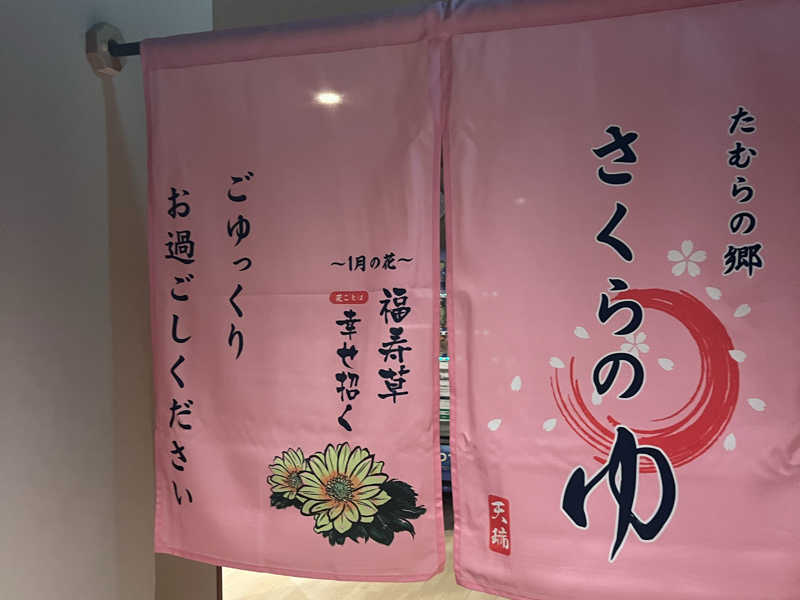 たむらの郷
さくらのゆ
天瑞
〜1月の花〜
福寿草
花ことば
幸せ招く
ごゆっくり
お過ごしください